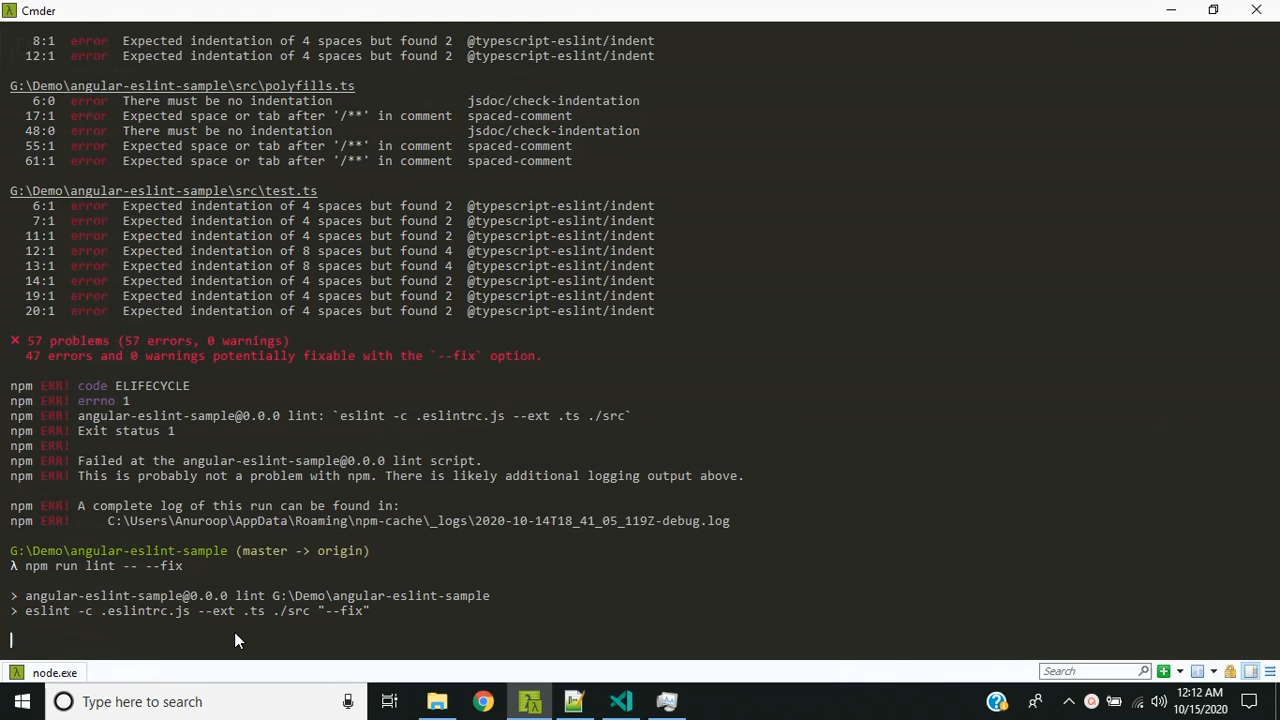 Cmder
8:1 error Expected indentation of 4 spaces but found 2 @typescript-eslint/indent
12:1 error Expected indentation of 4 spaces but found 2 @typescript-eslint/indent
G:\Demo\angular-eslint-sample\src\polyfills.ts
6:0 error There must be no indentation jsdoc/check-indentation
17:1 error Expected space or tab after '/**' in comment spaced-comment
48:0 error There must be no indentation jsdoc/check-indentation
55:1 error Expected space or tab after '/**' in comment spaced-comment
61:1 error Expected space or tab after '/**' in comment spaced-comment
G:\Demo\angular-eslint-sample\src\test.ts
6:1 error Expected indentation of 4 spaces but found 2 @typescript-eslint/indent
7:1 error Expected indentation of 4 spaces but found 2 @typescript-eslint/indent
11:1 error Expected indentation of 4 spaces but found 2 @typescript-eslint/indent
12:1 error Expected indentation of 8 spaces but found 4 @typescript-eslint/indent
13:1 error Expected indentation of 8 spaces but found 4 @typescript-eslint/indent
14:1 error Expected indentation of 4 spaces but found 2 @typescript-eslint/indent
19:1 error Expected indentation of 4 spaces but found 2 @typescript-eslint/indent
20:1 error Expected indentation of 4 spaces but found 2 @typescript-eslint/indent
✕ 57 problems (57 errors, 0 warnings)
47 errors and 0 warnings potentially fixable with the `--fix` option.
npm ERR! code ELIFECYCLE
npm ERR! errno 1
npm ERR! angular-eslint-sample@0.0.0 lint: `eslint -c .eslintrc.js --ext .ts ./src`
npm ERR! Exit status 1
npm ERR!
npm ERR! Failed at the angular-eslint-sample@0.0.0 lint script.
npm ERR! This is probably not a problem with npm. There is likely additional logging output above.
npm ERR! A complete log of this run can be found in:
npm ERR! C:\Users\Anuroop\AppData\Roaming\npm-cache\_logs\2020-10-14T18_41_05_119Z-debug.log
G:\Demo\angular-eslint-sample (master -> origin)
λ npm run lint -- --fix
> angular-eslint-sample@0.0.0 lint G:\Demo\angular-eslint-sample
> eslint -c .eslintrc.js --ext .ts ./src "--fix"
node.exe
Search
Type here to search
12:12 AM
10/15/2020